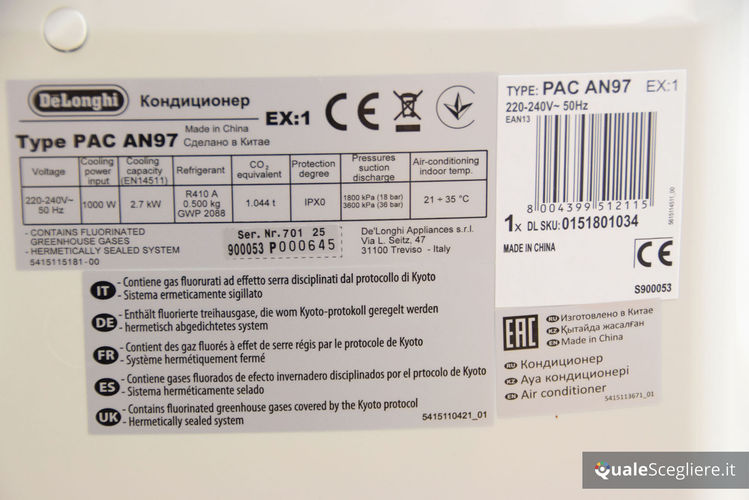 DeLonghi
Кондиционер
Made in China
EX:1
Type PAC AN97 Сделано в Китае
Voltage
Cooling power input
Cooling capacity (EN14511)
Refrigerant
CO2 equivalent
Protection degree
Pressures suction discharge
Air-conditioning indoor temp.
220-240V~ 50 Hz
1000 W
2.7 kW
R410 A 0.500 kg GWP 2088
1.044 t
IPX0
1800 kPa (18 bar) 3600 kPa (36 bar)
21 ÷ 35 °C
- CONTAINS FLUORINATED
GREENHOUSE GASES
- HERMETICALLY SEALED SYSTEM
5415115181-00
Ser. Nr. 701 25
900053 P000645
De'Longhi Appliances s.r.l.
Via L. Seitz, 47
31100 Treviso - Italy
IT - Contiene gas fluorurati ad effetto serra disciplinati dal protocollo di Kyoto
- Sistema ermeticamente sigillato
DE - Enthält fluorierte treihausgase, die wom Kyoto-protokoll geregelt werden
- hermetisch abgedichtetes system
FR - Contient des gaz fluorés à effet de serre régis par le protocole de Kyoto
- Système hermétiquement fermé
ES - Contiene gases fluorados de efecto invernadero disciplinados por el prtocolo de Kyoto
- Sistema herméticamente selado
UK - Contains fluorinated greenhouse gases covered by the Kyoto protocol
- Hermetically sealed system
5415110421_01
TYPE: PAC AN97 EX:1
220-240V~ 50Hz
EAN13
8 004399 512115
5615114511_00
1x DL SKU: 0151801034
MADE IN CHINA
CE
S900053
EAC
RU Изготовлено в Китае
KZ Қытайда жасалған
EN Made in China
RU Кондиционер
KZ Ауа кондиционері
EN Air conditioner
5415113671_01
QualeScegliere.it